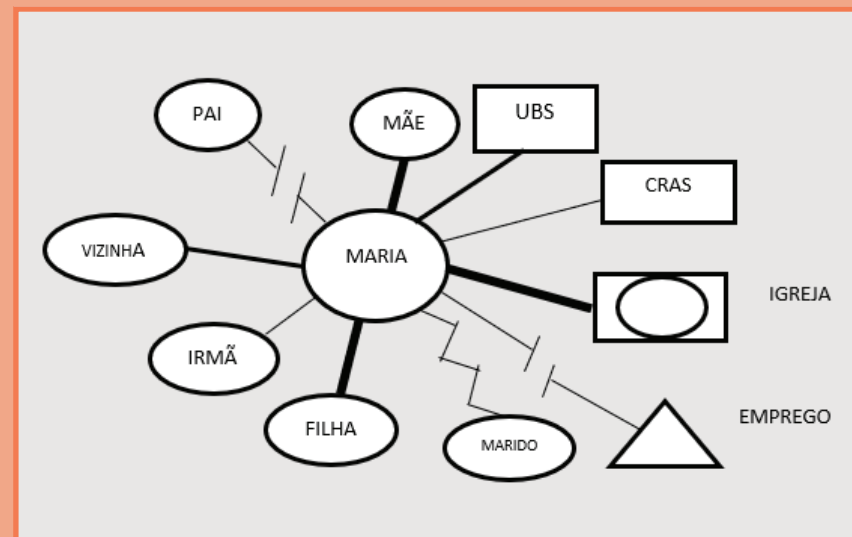 PAI
MÃE
UBS
CRAS
VIZINHA
MARIA
IGREJA
IRMÃ
FILHA
MARIDO
EMPREGO